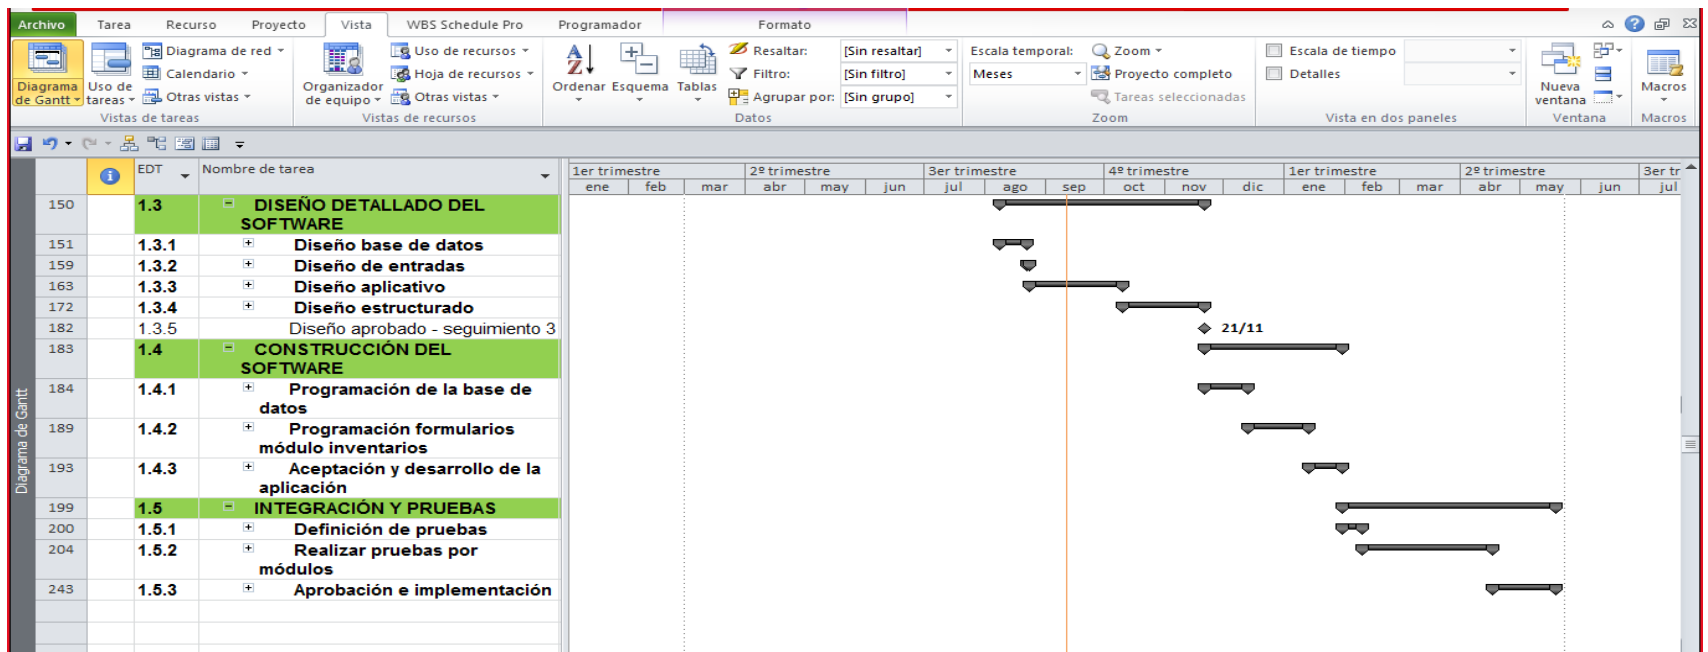 Archivo Tarea Recurso Proyecto Vista WBS Schedule Pro Programador Formato
Diagrama de Gantt
Uso de tareas
Diagrama de red
Calendario
Otras vistas
Vistas de tareas
Organizador de equipo
Uso de recursos
Hoja de recursos
Otras vistas
Vistas de recursos
Ordenar Esquema Tablas
Resaltar: [Sin resaltar]
Filtro: [Sin filtro]
Agrupar por: [Sin grupo]
Datos
Escala temporal:
Meses
Zoom
Proyecto completo
Tareas seleccionadas
Zoom
Escala de tiempo
Detalles
Vista en dos paneles
Nueva ventana
Ventana
Macros
Macros
EDT Nombre de tarea
1er trimestre 2º trimestre 3er trimestre 4º trimestre 1er trimestre 2º trimestre 3er tr
ene feb mar abr may jun jul ago sep oct nov dic ene feb mar abr may jun jul
150 1.3 DISEÑO DETALLADO DEL
SOFTWARE
151 1.3.1 Diseño base de datos
159 1.3.2 Diseño de entradas
163 1.3.3 Diseño aplicativo
172 1.3.4 Diseño estructurado
182 1.3.5 Diseño aprobado - seguimiento 3 21/11
183 1.4 CONSTRUCCIÓN DEL
SOFTWARE
184 1.4.1 Programación de la base de
datos
189 1.4.2 Programación formularios
módulo inventarios
193 1.4.3 Aceptación y desarrollo de la
aplicación
199 1.5 INTEGRACIÓN Y PRUEBAS
200 1.5.1 Definición de pruebas
204 1.5.2 Realizar pruebas por
módulos
243 1.5.3 Aprobación e implementación
Diagrama de Gantt